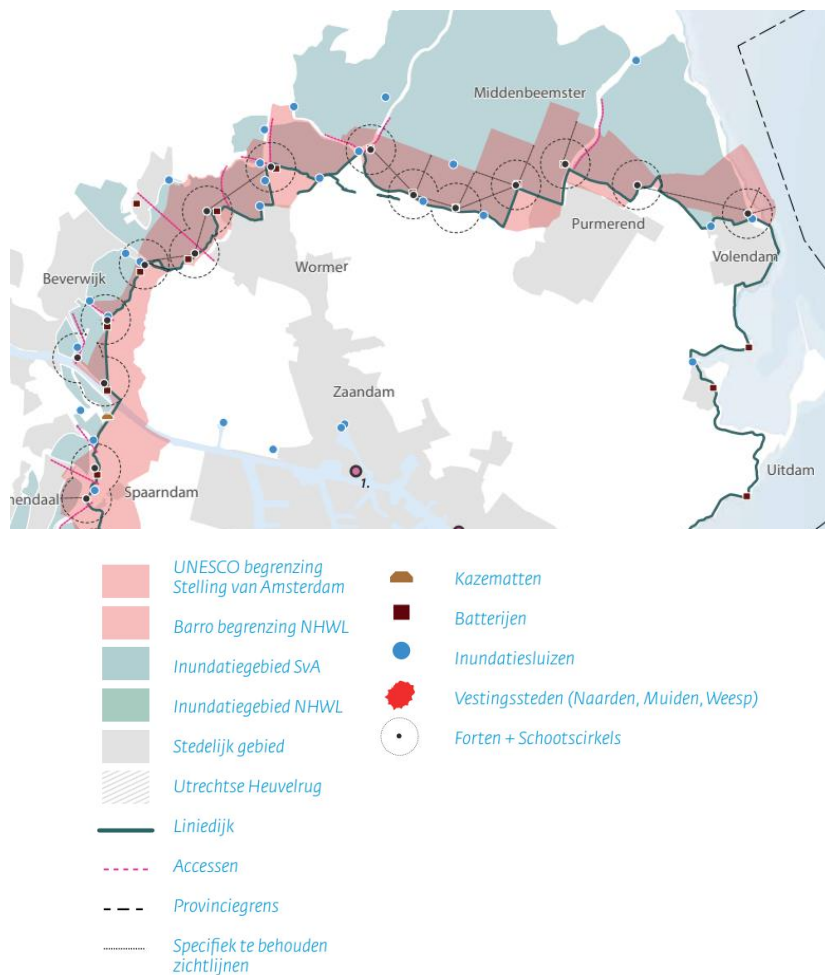 Middenbeemster
Purmerend
Wormer
Volendam
Beverwijk
Zaandam
Uitdam
1.
Spaarndam
nendaal
UNESCO begrenzing
Stelling van Amsterdam
Barro begrenzing NHWL
Inundatiegebied SvA
Inundatiegebied NHWL
Stedelijk gebied
Utrechtse Heuvelrug
Liniedijk
Accessen
Provinciegrens
Specifiek te behouden
zichtlijnen
Kazematten
Batterijen
Inundatiesluizen
Vestingssteden (Naarden, Muiden, Weesp)
Forten + Schootscirkels